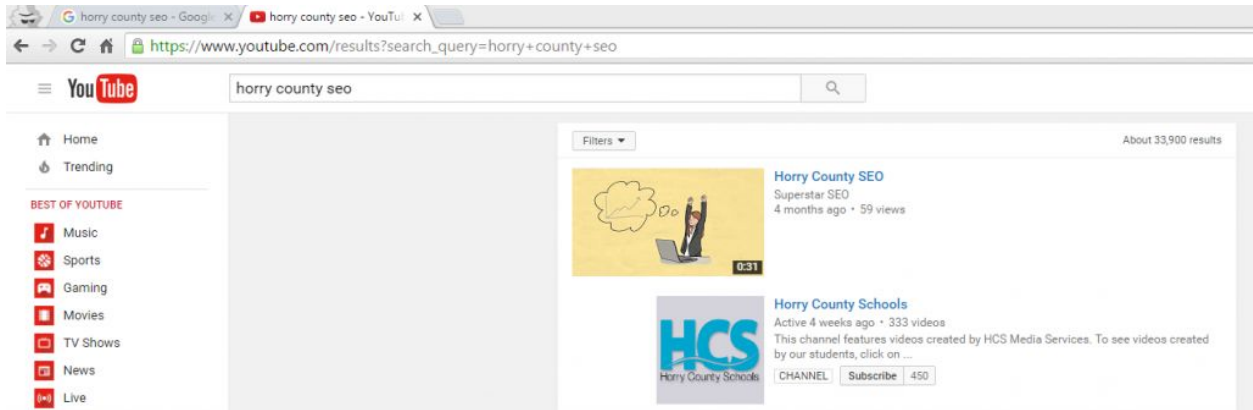 horry county seo - Googl
horry county seo - YouTu
https://www.youtube.com/results?search_query=horry+county+seo
YouTube
horry county seo
Home
Trending
BEST OF YOUTUBE
Music
Sports
Gaming
Movies
TV Shows
News
Live
Filters
About 33,900 results
Horry County SEO
Superstar SEO
4 months ago • 59 views
0:31
HCS
Horry County Schools
Horry County Schools
Active 4 weeks ago • 333 videos
This channel features videos created by HCS Media Services. To see videos created
by our students, click on ...
CHANNEL Subscribe 450